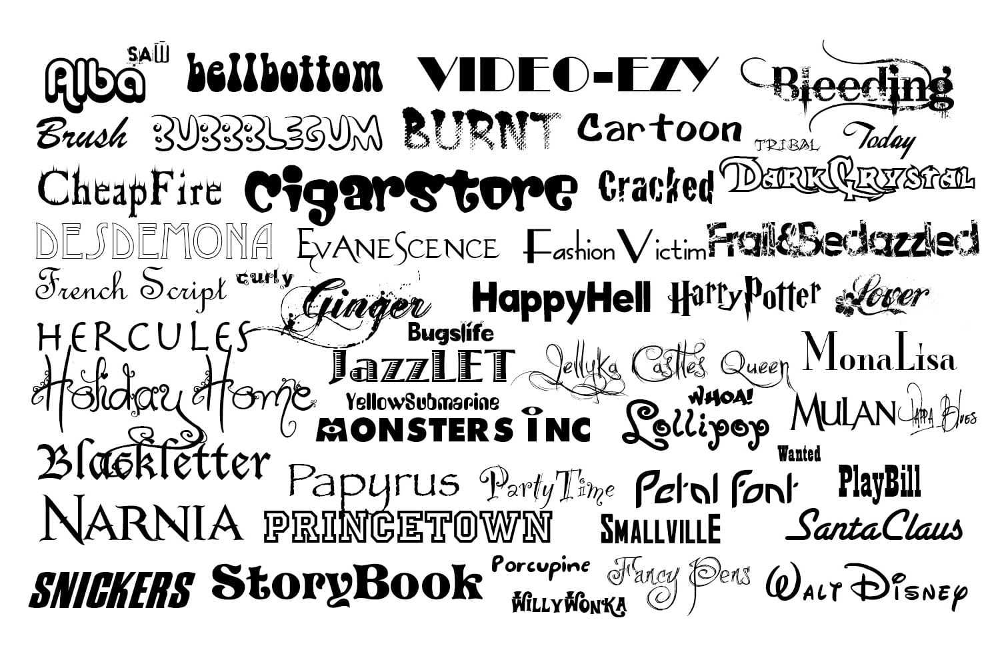 Alba SAW bellbottom VIDEO-EZY Bleeding
Brush BUBBBLEGUM BURNT Cartoon TRIBAL Today
CheapFire CigarStore Cracked DarkCrystal
DESDEMONA EvANESCENCE Fashion Victim Frail&Bedazzled
French Script curly Ginger HappyHell HarryPotter Lover
HERCULES Bugslife JazzLET Jellyka Castles Queen MonaLisa
Holiday Home YellowSubmarine WHOA! MULAN Pappa Blues
MONSTERS INC Lollipop
Blackletter Papyrus PartyTime Petal Font Wanted PlayBill
NARNIA PRINCETOWN SMALLVILLE SantaClaus
SNICKERS StoryBook Porcupine Fancy Pens WALT DISNEY
WILLYWONKA